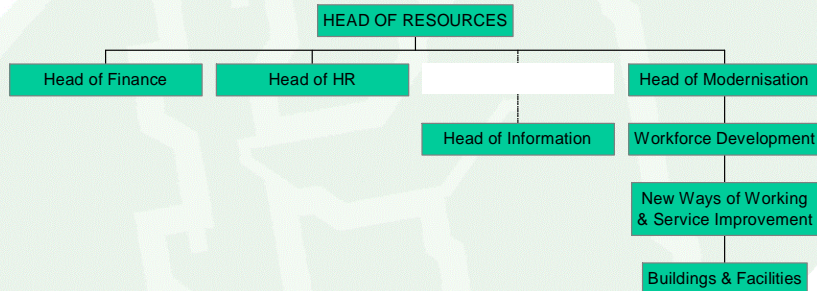 HEAD OF RESOURCES
Head of Finance
Head of HR
Head of Modernisation
Head of Information
Workforce Development
New Ways of Working
& Service Improvement
Buildings & Facilities